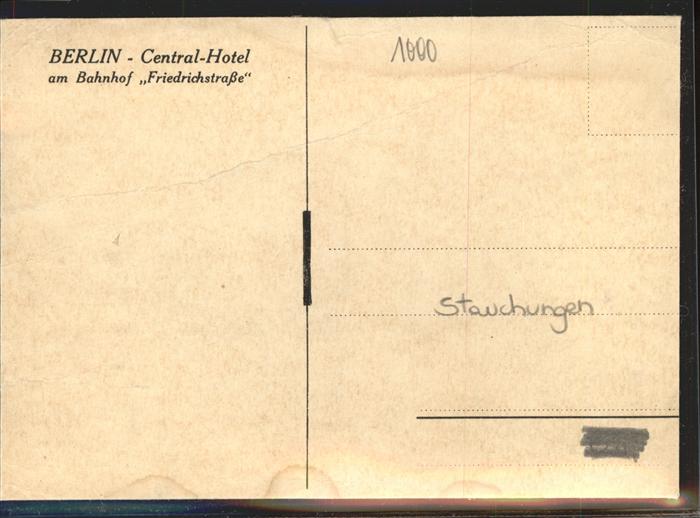 BERLIN - Central-Hotel
am Bahnhof „Friedrichstraße“
1000
Stauchungen